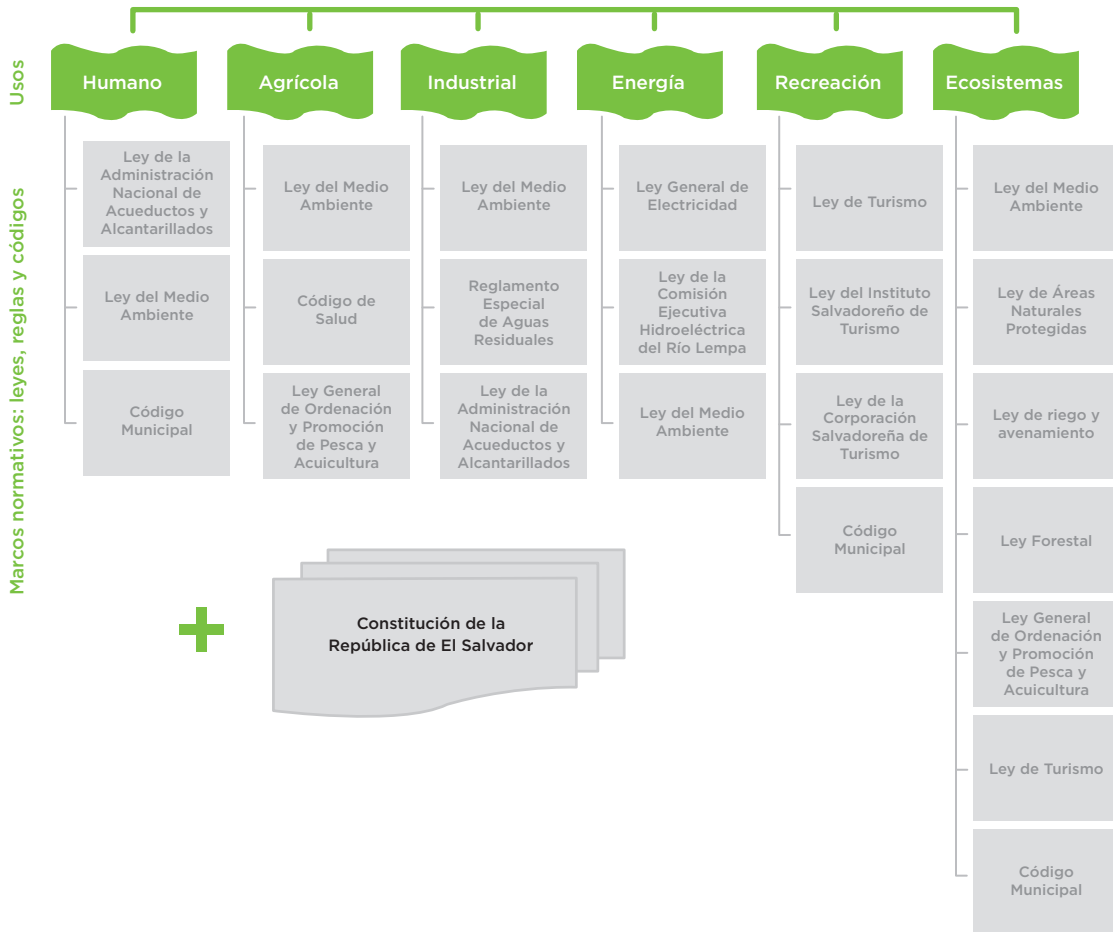 Usos
Humano
Agrícola
Industrial
Energía
Recreación
Ecosistemas
Marcos normativos: leyes, reglas y códigos
Ley de la
Administración
Nacional de
Acueductos y
Alcantarillados
Ley del Medio
Ambiente
Código
Municipal
Ley del Medio
Ambiente
Código de
Salud
Ley General
de Ordenación
y Promoción
de Pesca y
Acuicultura
Ley del Medio
Ambiente
Reglamento
Especial
de Aguas
Residuales
Ley de la
Administración
Nacional de
Acueductos y
Alcantarillados
Ley General de
Electricidad
Ley de la
Comisión
Ejecutiva
Hidroeléctrica
del Río Lempa
Ley del Medio
Ambiente
Ley de Turismo
Ley del Instituto
Salvadoreño de
Turismo
Ley de la
Corporación
Salvadoreña de
Turismo
Código
Municipal
Ley del Medio
Ambiente
Ley de Áreas
Naturales
Protegidas
Ley de riego y
avenamiento
Ley Forestal
Ley General
de Ordenación
y Promoción
de Pesca y
Acuicultura
Ley de Turismo
Código
Municipal
+
Constitución de la
República de El Salvador